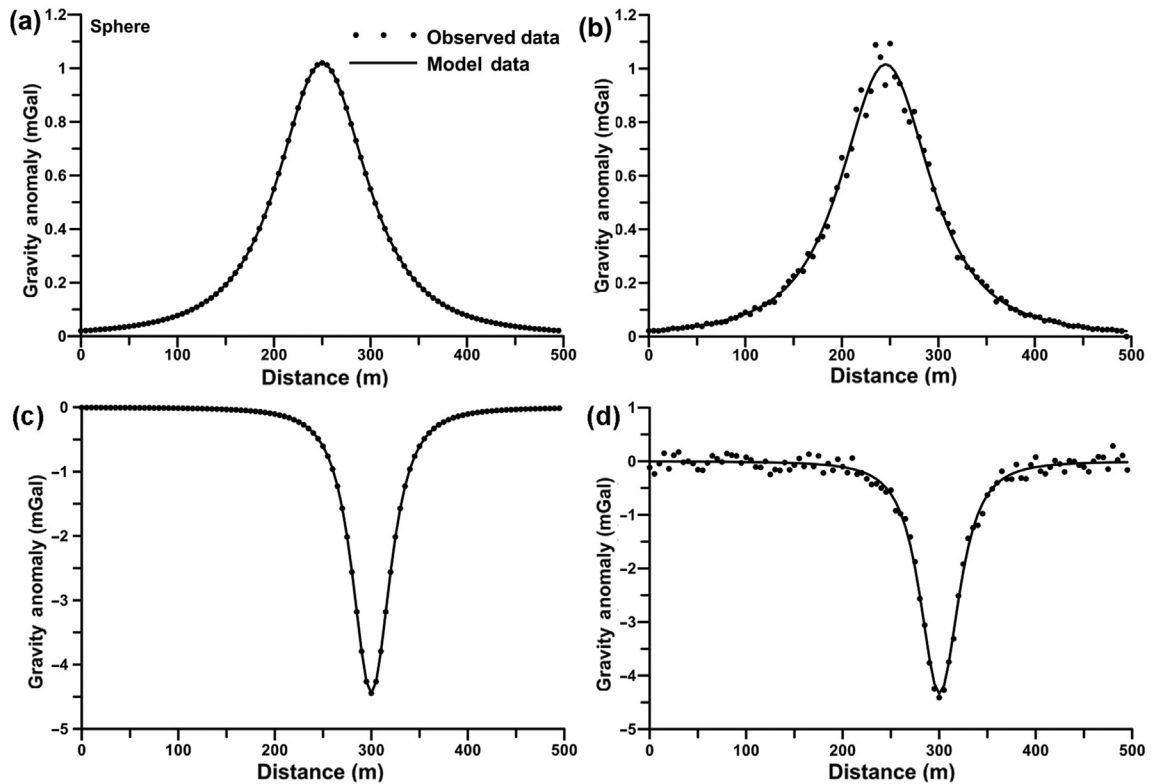 (a)
Sphere
Observed data
Model data
1.2
1
0.8
0.6
0.4
0.2
0
Gravity anomaly (mGal)
0 100 200 300 400 500
Distance (m)
(b)
1.2
1
0.8
0.6
0.4
0.2
0
Gravity anomaly (mGal)
0 100 200 300 400 500
Distance (m)
(c)
0
−1
−2
−3
−4
−5
Gravity anomaly (mGal)
0 100 200 300 400 500
Distance (m)
(d)
1
0
−1
−2
−3
−4
−5
Gravity anomaly (mGal)
0 100 200 300 400 500
Distance (m)